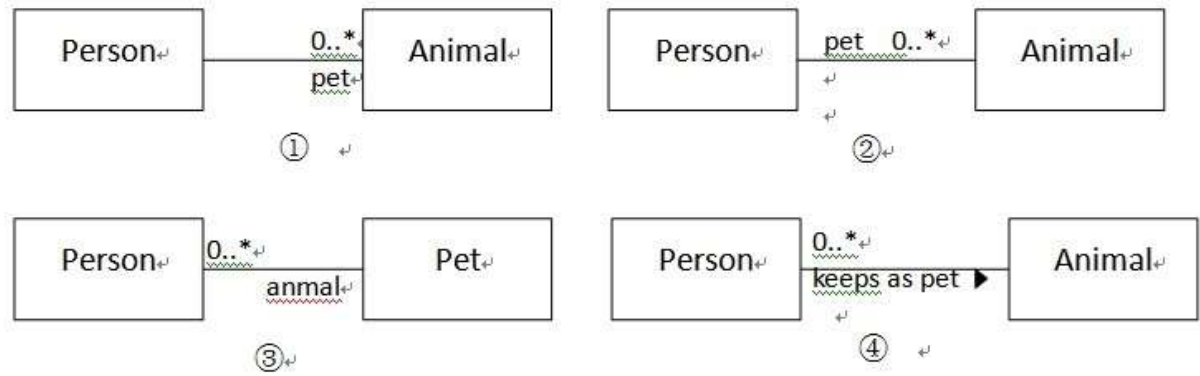 Person 0..* Animal
pet
①
Person pet 0..* Animal
②
Person 0..* Pet
anmal
③
Person 0..* Animal
keeps as pet ▶
④